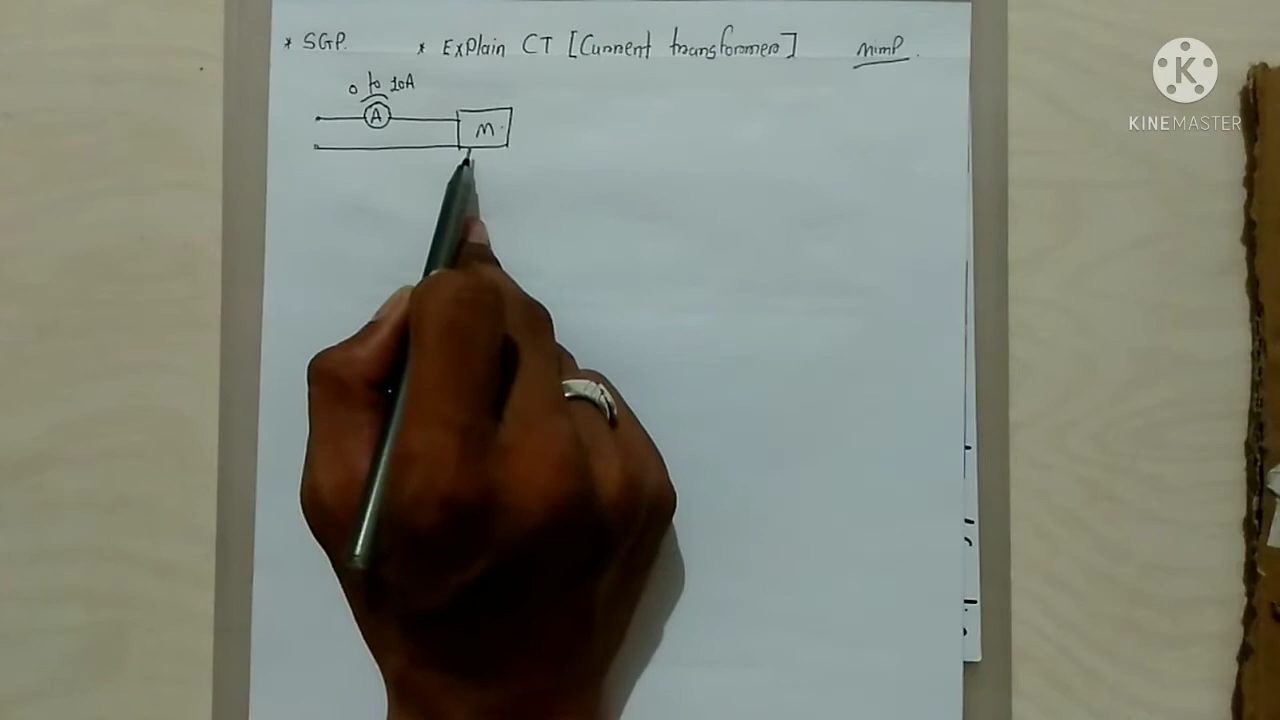 * SGP. * Explain CT [Current transformer] M imp.
0 to 10A
A
M
K
KINEMASTER